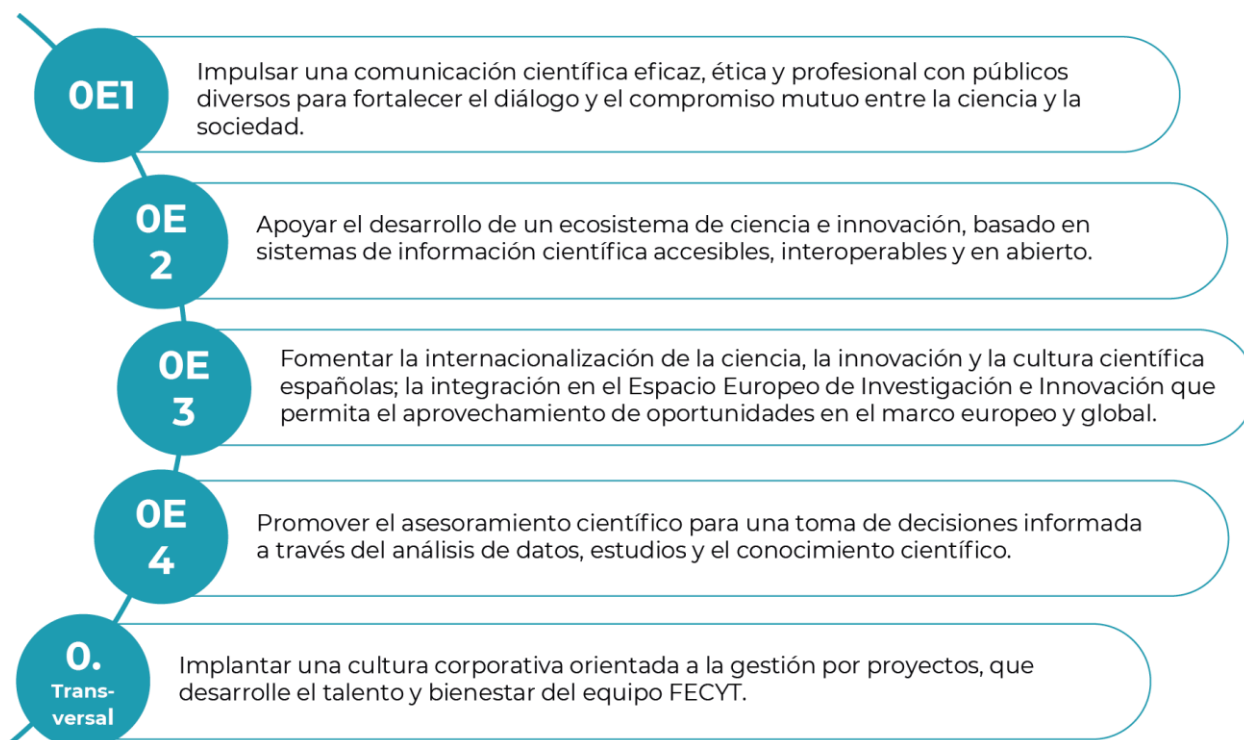 OE1
Impulsar una comunicación científica eficaz, ética y profesional con públicos
diversos para fortalecer el diálogo y el compromiso mutuo entre la ciencia y la
sociedad.
OE
2
Apoyar el desarrollo de un ecosistema de ciencia e innovación, basado en
sistemas de información científica accesibles, interoperables y en abierto.
OE
3
Fomentar la internacionalización de la ciencia, la innovación y la cultura científica
españolas; la integración en el Espacio Europeo de Investigación e Innovación que
permita el aprovechamiento de oportunidades en el marco europeo y global.
OE
4
Promover el asesoramiento científico para una toma de decisiones informada
a través del análisis de datos, estudios y el conocimiento científico.
O.
Trans-
versal
Implantar una cultura corporativa orientada a la gestión por proyectos, que
desarrolle el talento y bienestar del equipo FECYT.